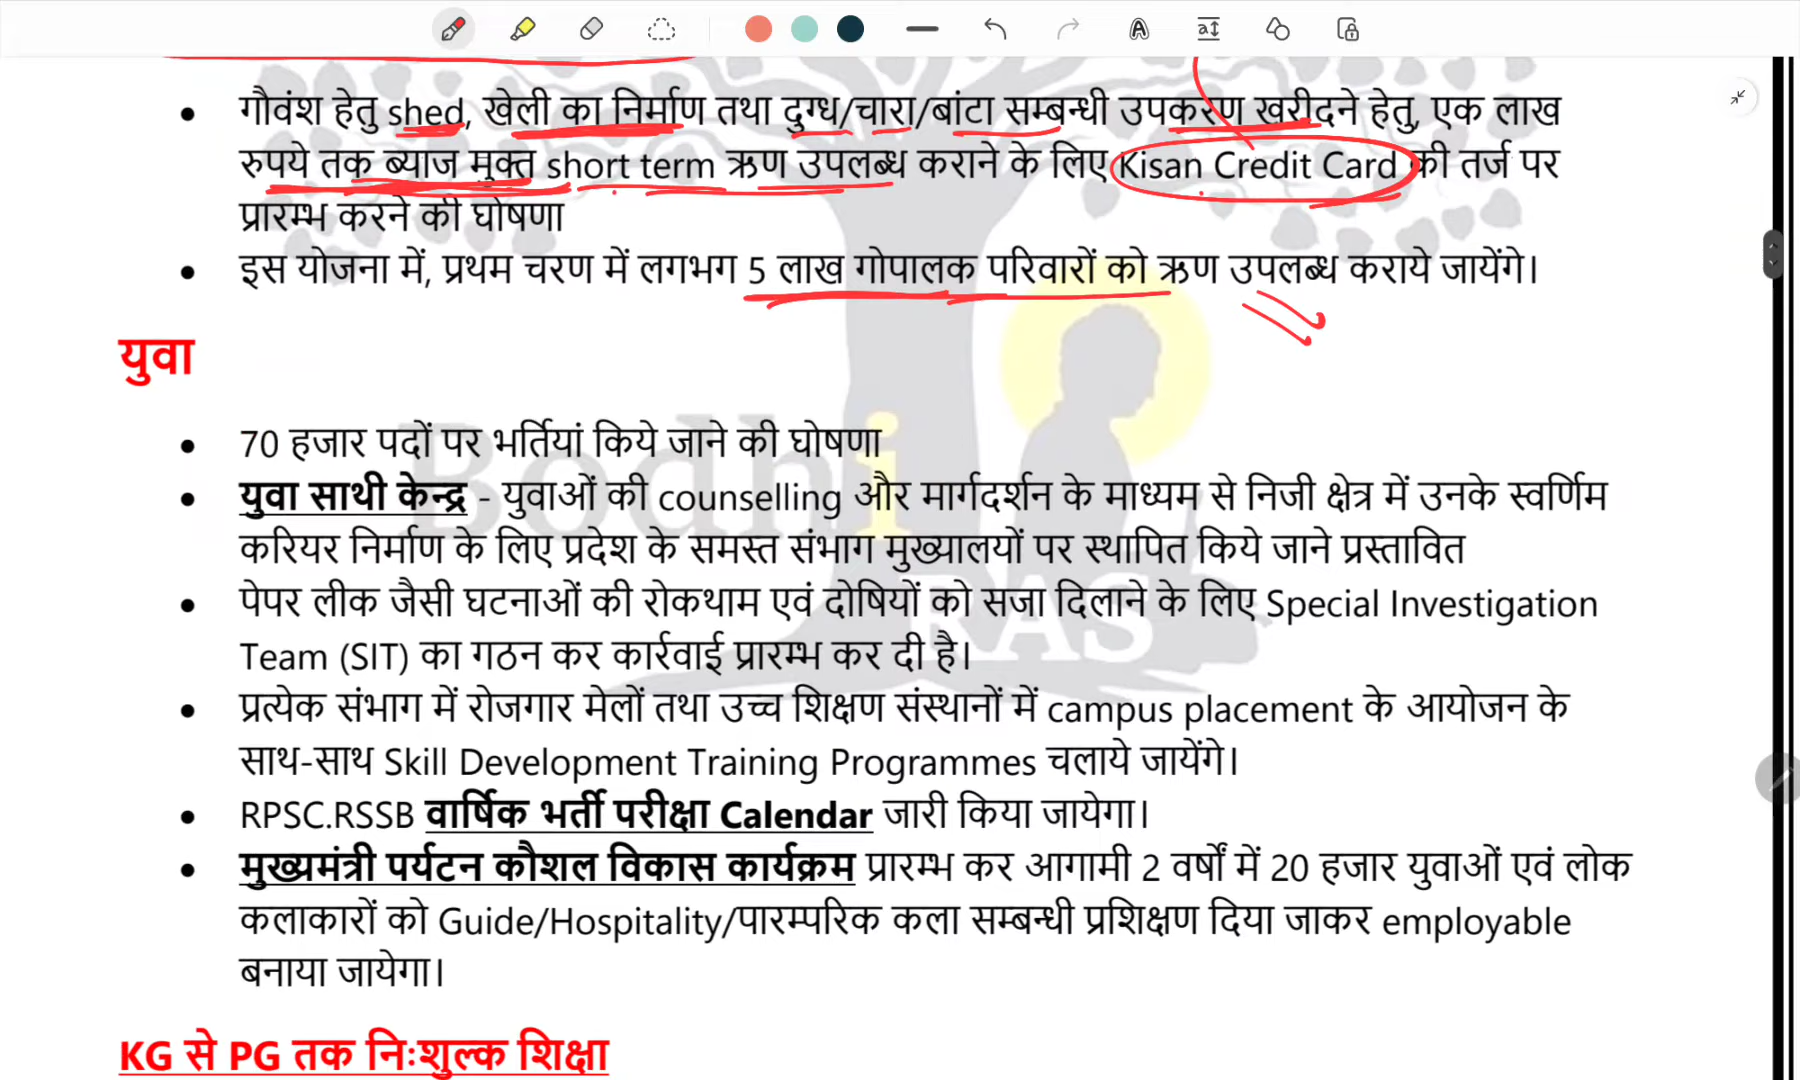 • गौवंश हेतु shed, खेली का निर्माण तथा दुग्ध/चारा/बांटा सम्बन्धी उपकरण खरीदने हेतु, एक लाख
रुपये तक ब्याज मुक्त short term ऋण उपलब्ध कराने के लिए Kisan Credit Card की तर्ज पर
प्रारम्भ करने की घोषणा
• इस योजना में, प्रथम चरण में लगभग 5 लाख गोपालक परिवारों को ऋण उपलब्ध कराये जायेंगे।
युवा
• 70 हजार पदों पर भर्तियां किये जाने की घोषणा
• युवा साथी केन्द्र - युवाओं की counselling और मार्गदर्शन के माध्यम से निजी क्षेत्र में उनके स्वर्णिम
करियर निर्माण के लिए प्रदेश के समस्त संभाग मुख्यालयों पर स्थापित किये जाने प्रस्तावित
• पेपर लीक जैसी घटनाओं की रोकथाम एवं दोषियों को सजा दिलाने के लिए Special Investigation
Team (SIT) का गठन कर कार्रवाई प्रारम्भ कर दी है।
• प्रत्येक संभाग में रोजगार मेलों तथा उच्च शिक्षण संस्थानों में campus placement के आयोजन के
साथ-साथ Skill Development Training Programmes चलाये जायेंगे।
• RPSC.RSSB वार्षिक भर्ती परीक्षा Calendar जारी किया जायेगा।
• मुख्यमंत्री पर्यटन कौशल विकास कार्यक्रम प्रारम्भ कर आगामी 2 वर्षों में 20 हजार युवाओं एवं लोक
कलाकारों को Guide/Hospitality/पारम्परिक कला सम्बन्धी प्रशिक्षण दिया जाकर employable
बनाया जायेगा।
KG से PG तक निःशुल्क शिक्षा
Bodhi
RAS